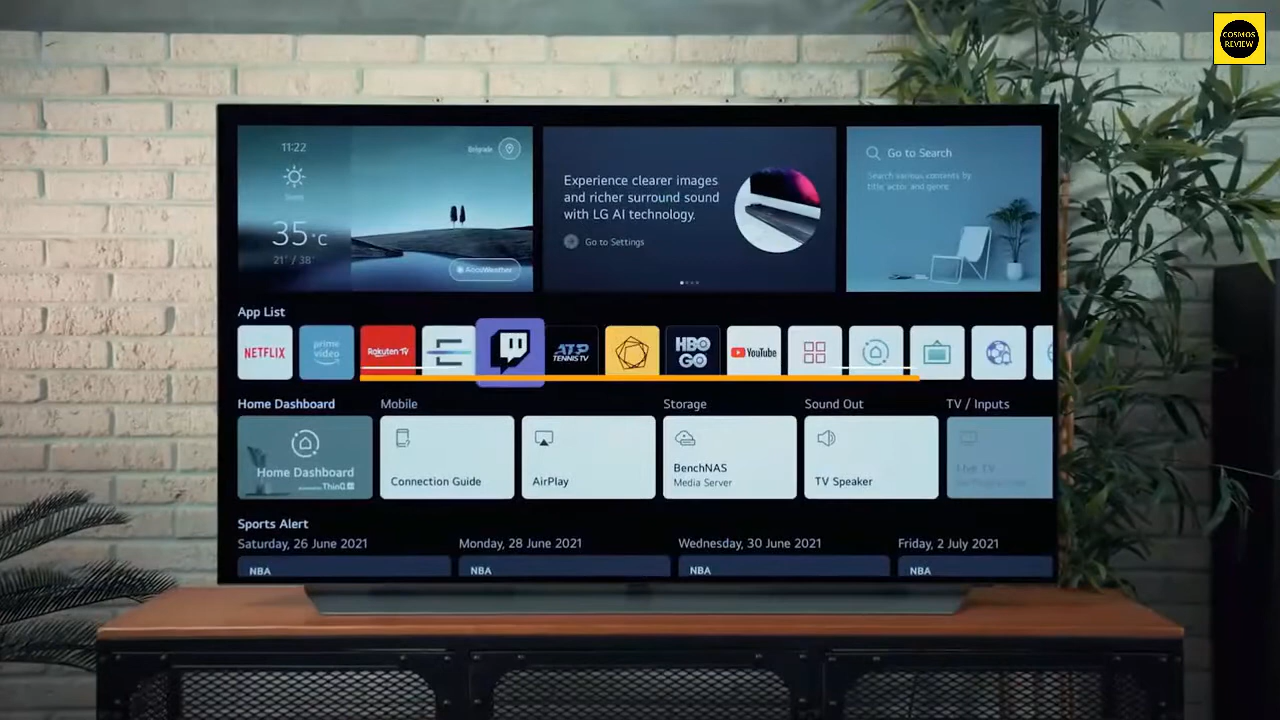 COSMOS
REVIEW
11:22
Belgrade
Sunny
35°C
21° / 38°
AccuWeather
Experience clearer images
and richer surround sound
with LG AI technology.
Go to Settings
Go to Search
Search various contents by
title, actor and genre
App List
NETFLIX
prime
video
Rakuten TV
ATP
TENNIS TV
HBO
GO
YouTube
Home Dashboard
Mobile
Storage
Sound Out
TV / Inputs
Home Dashboard
ThinQ
Connection Guide
AirPlay
BenchNAS
Media Server
TV Speaker
Live TV
Sports Alert
Saturday, 26 June 2021
Monday, 28 June 2021
Wednesday, 30 June 2021
Friday, 2 July 2021
NBA
NBA
NBA
NBA